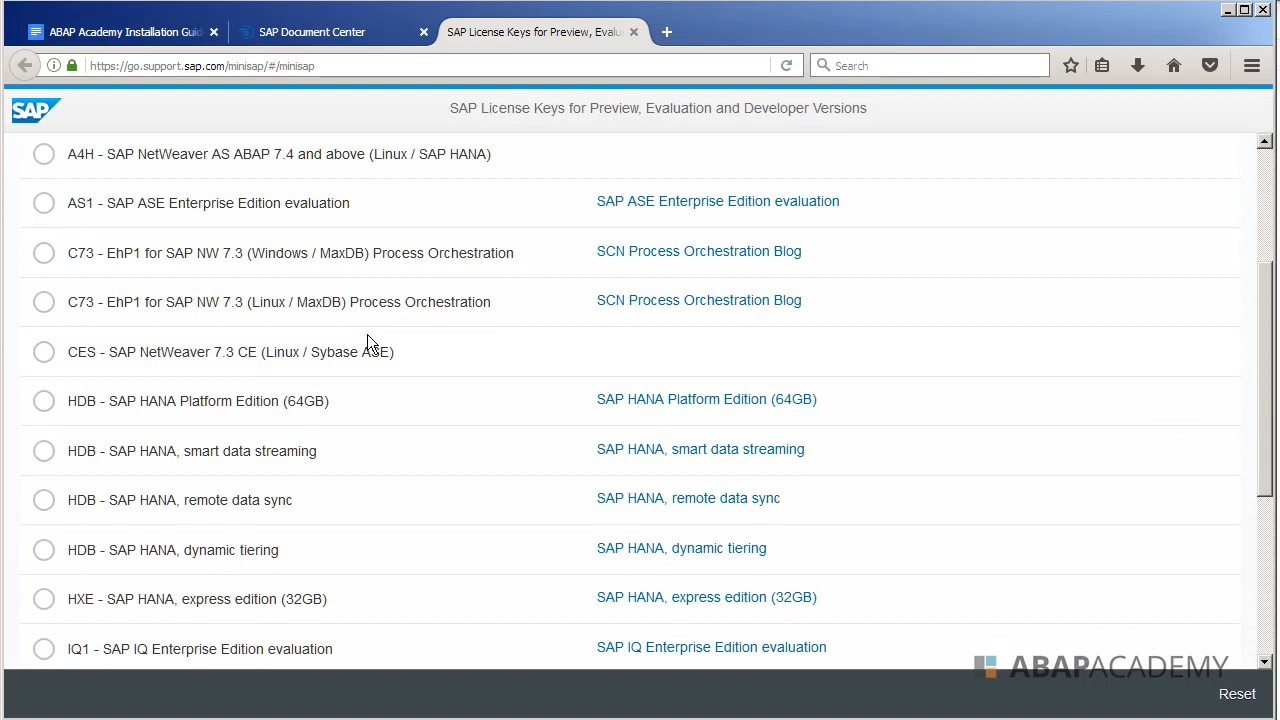 ABAP Academy Installation Guid
SAP Document Center
SAP License Keys for Preview, Evalu
https://go.support.sap.com/minisap/#/minisap
Search
SAP
SAP License Keys for Preview, Evaluation and Developer Versions
A4H - SAP NetWeaver AS ABAP 7.4 and above (Linux / SAP HANA)
AS1 - SAP ASE Enterprise Edition evaluation SAP ASE Enterprise Edition evaluation
C73 - EhP1 for SAP NW 7.3 (Windows / MaxDB) Process Orchestration SCN Process Orchestration Blog
C73 - EhP1 for SAP NW 7.3 (Linux / MaxDB) Process Orchestration SCN Process Orchestration Blog
CES - SAP NetWeaver 7.3 CE (Linux / Sybase ASE)
HDB - SAP HANA Platform Edition (64GB) SAP HANA Platform Edition (64GB)
HDB - SAP HANA, smart data streaming SAP HANA, smart data streaming
HDB - SAP HANA, remote data sync SAP HANA, remote data sync
HDB - SAP HANA, dynamic tiering SAP HANA, dynamic tiering
HXE - SAP HANA, express edition (32GB) SAP HANA, express edition (32GB)
IQ1 - SAP IQ Enterprise Edition evaluation SAP IQ Enterprise Edition evaluation
ABAPACADEMY
Reset